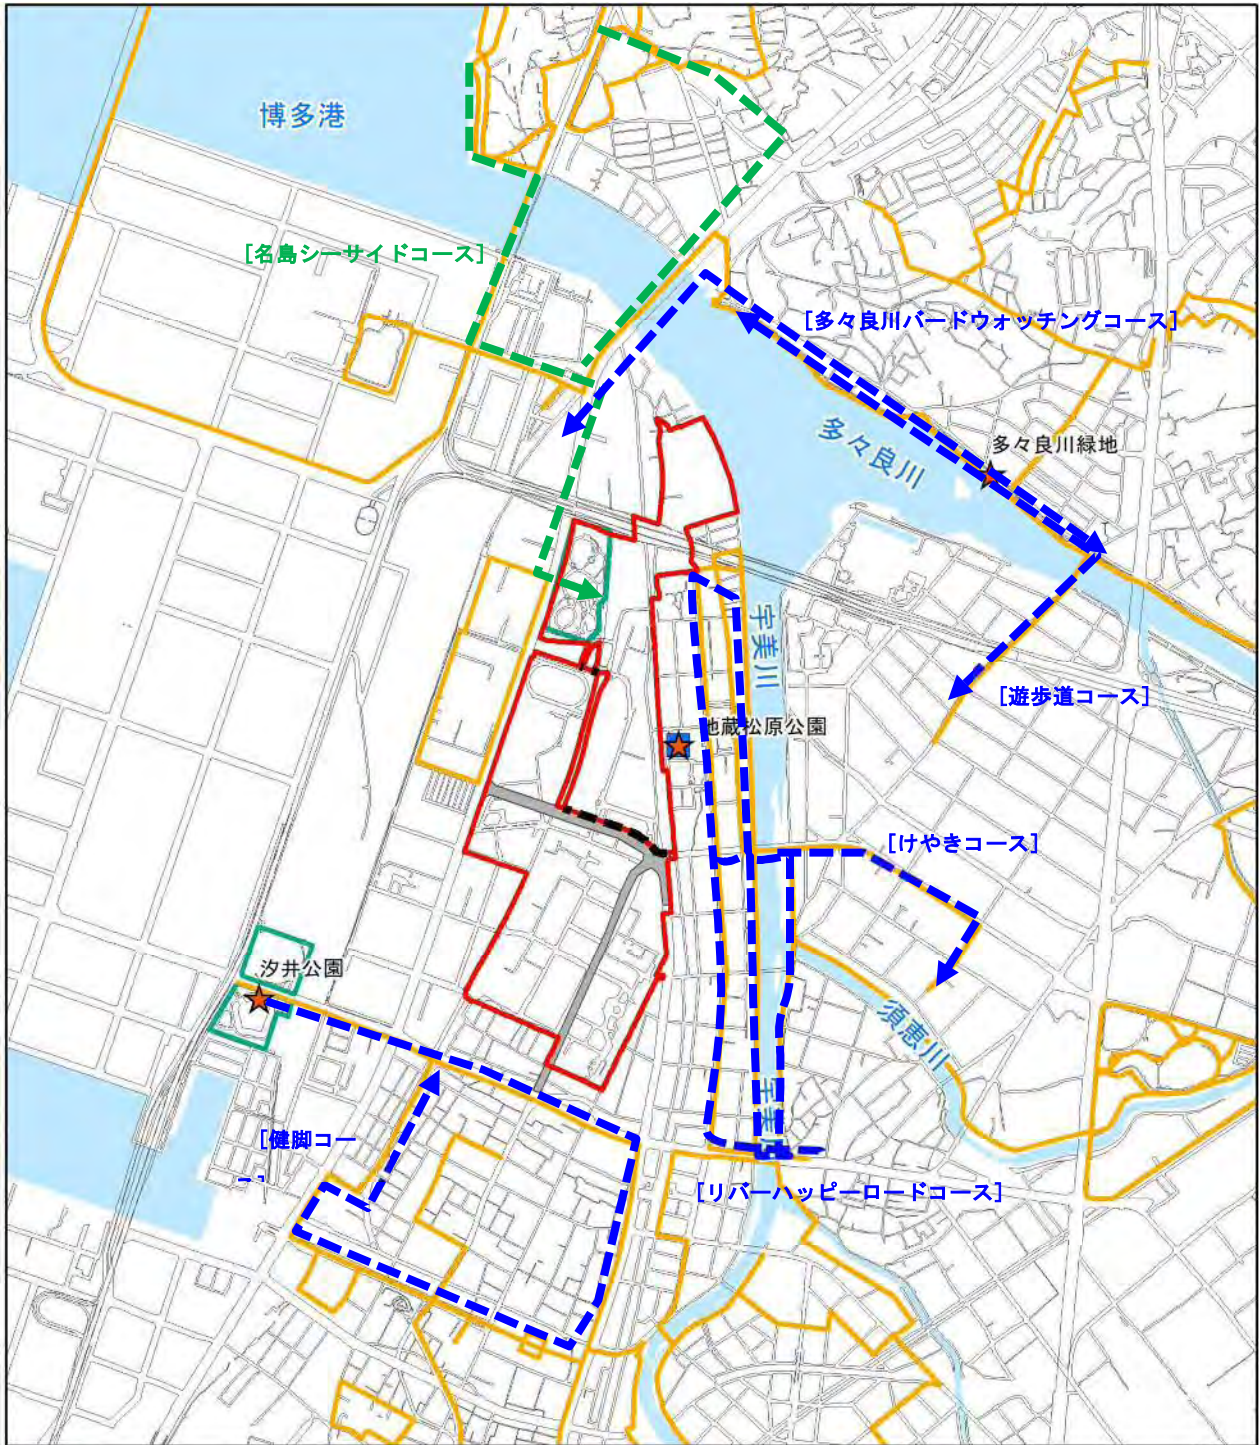 博多港
[名島シーサイドコース]
[多々良川バードウォッチングコース]
多々良川
多々良川緑地
宇美川
[遊歩道コース]
地蔵松原公園
[けやきコース]
汐井公園
須恵川
宇美川
[健脚コー
[リバーハッピーロードコース]